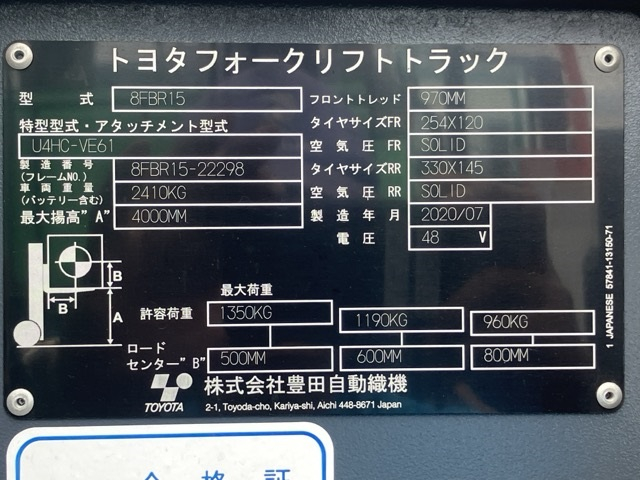 トヨタフォークリフトトラック
型 式 8FBR15
特型型式・アタッチメント型式
U4HC-VE61
製造番号
(フレームNO.) 8FBR15-22298
車両重量
(バッテリー含む) 2410KG
最大揚高"A" 4000MM
フロントトレッド 970MM
タイヤサイズFR 254X120
空気圧FR SOLID
タイヤサイズRR 330X145
空気圧RR SOLID
製造年月 2020/07
電圧 48 V
B
B
A
最大荷重
許容荷重 1350KG 1190KG 960KG
ロード
センター"B" 500MM 600MM 800MM
TOYOTA
株式会社豊田自動織機
2-1, Toyoda-cho, Kariya-shi, Aichi 448-8671 Japan
1 JAPANESE 57841-13150-71
合格証